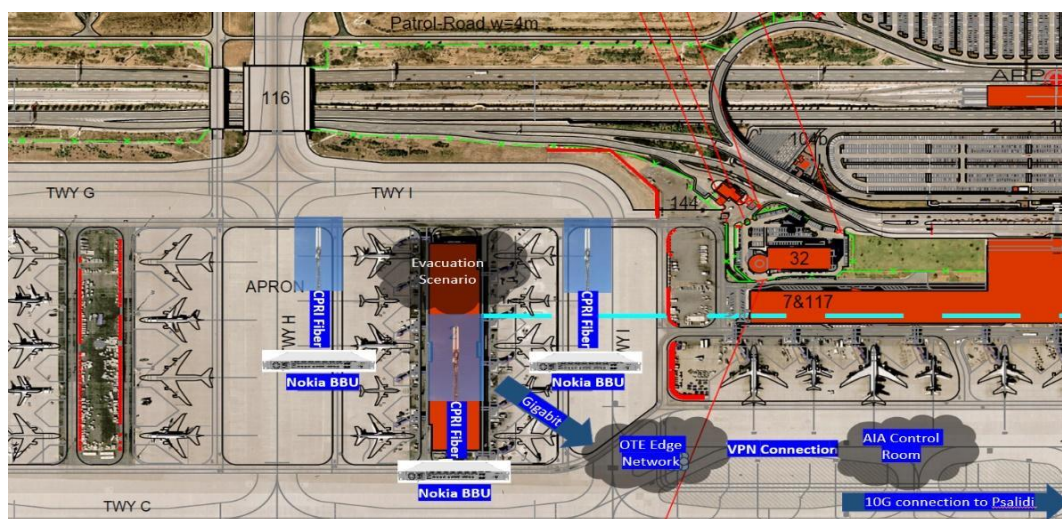 Patrol-Road w=4m
116
TWY G
TWY I
144
32
7&117
Evacuation
Scenario
APRON
TWY H
CPRI Fiber
CPRI Fiber
CPRI Fiber
Nokia BBU
Nokia BBU
Nokia BBU
Gigabit
OTE Edge
Network
VPN Connection
AIA Control
Room
10G connection to Psalidi
TWY C